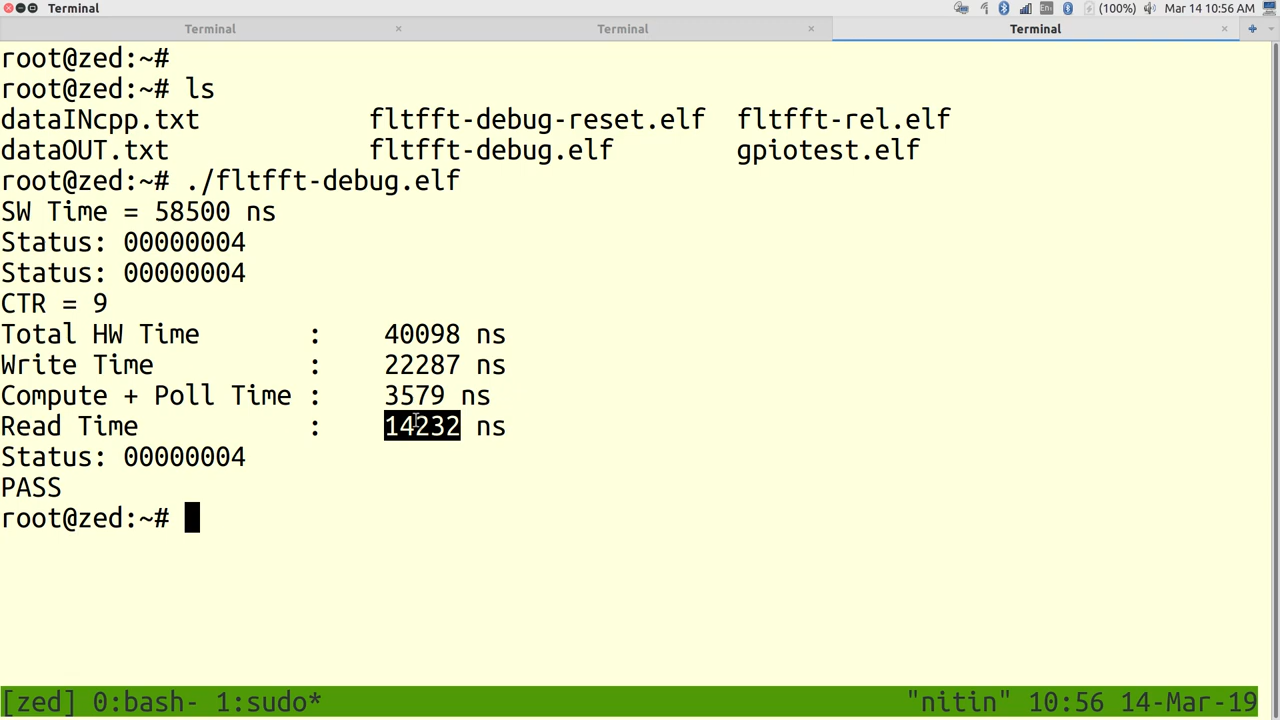 Terminal
(100%) Mar 14 10:56 AM
Terminal Terminal Terminal
root@zed:~#
root@zed:~# ls
dataINcpp.txt fltfft-debug-reset.elf fltfft-rel.elf
dataOUT.txt fltfft-debug.elf gpiotest.elf
root@zed:~# ./fltfft-debug.elf
SW Time = 58500 ns
Status: 00000004
Status: 00000004
CTR = 9
Total HW Time : 40098 ns
Write Time : 22287 ns
Compute + Poll Time : 3579 ns
Read Time : 14232 ns
Status: 00000004
PASS
root@zed:~#
[zed] 0:bash- 1:sudo* "nitin" 10:56 14-Mar-19